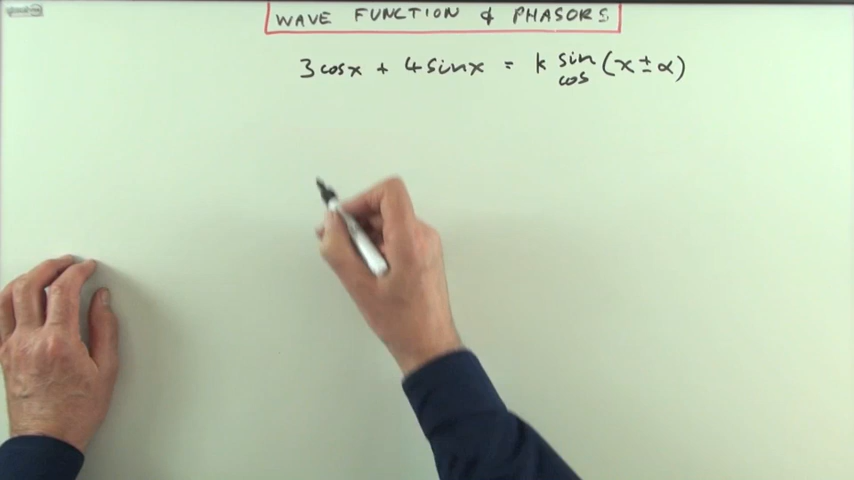 WAVE FUNCTION & PHASORS
3cosx + 4sinx = k sin (x ± α)
cos